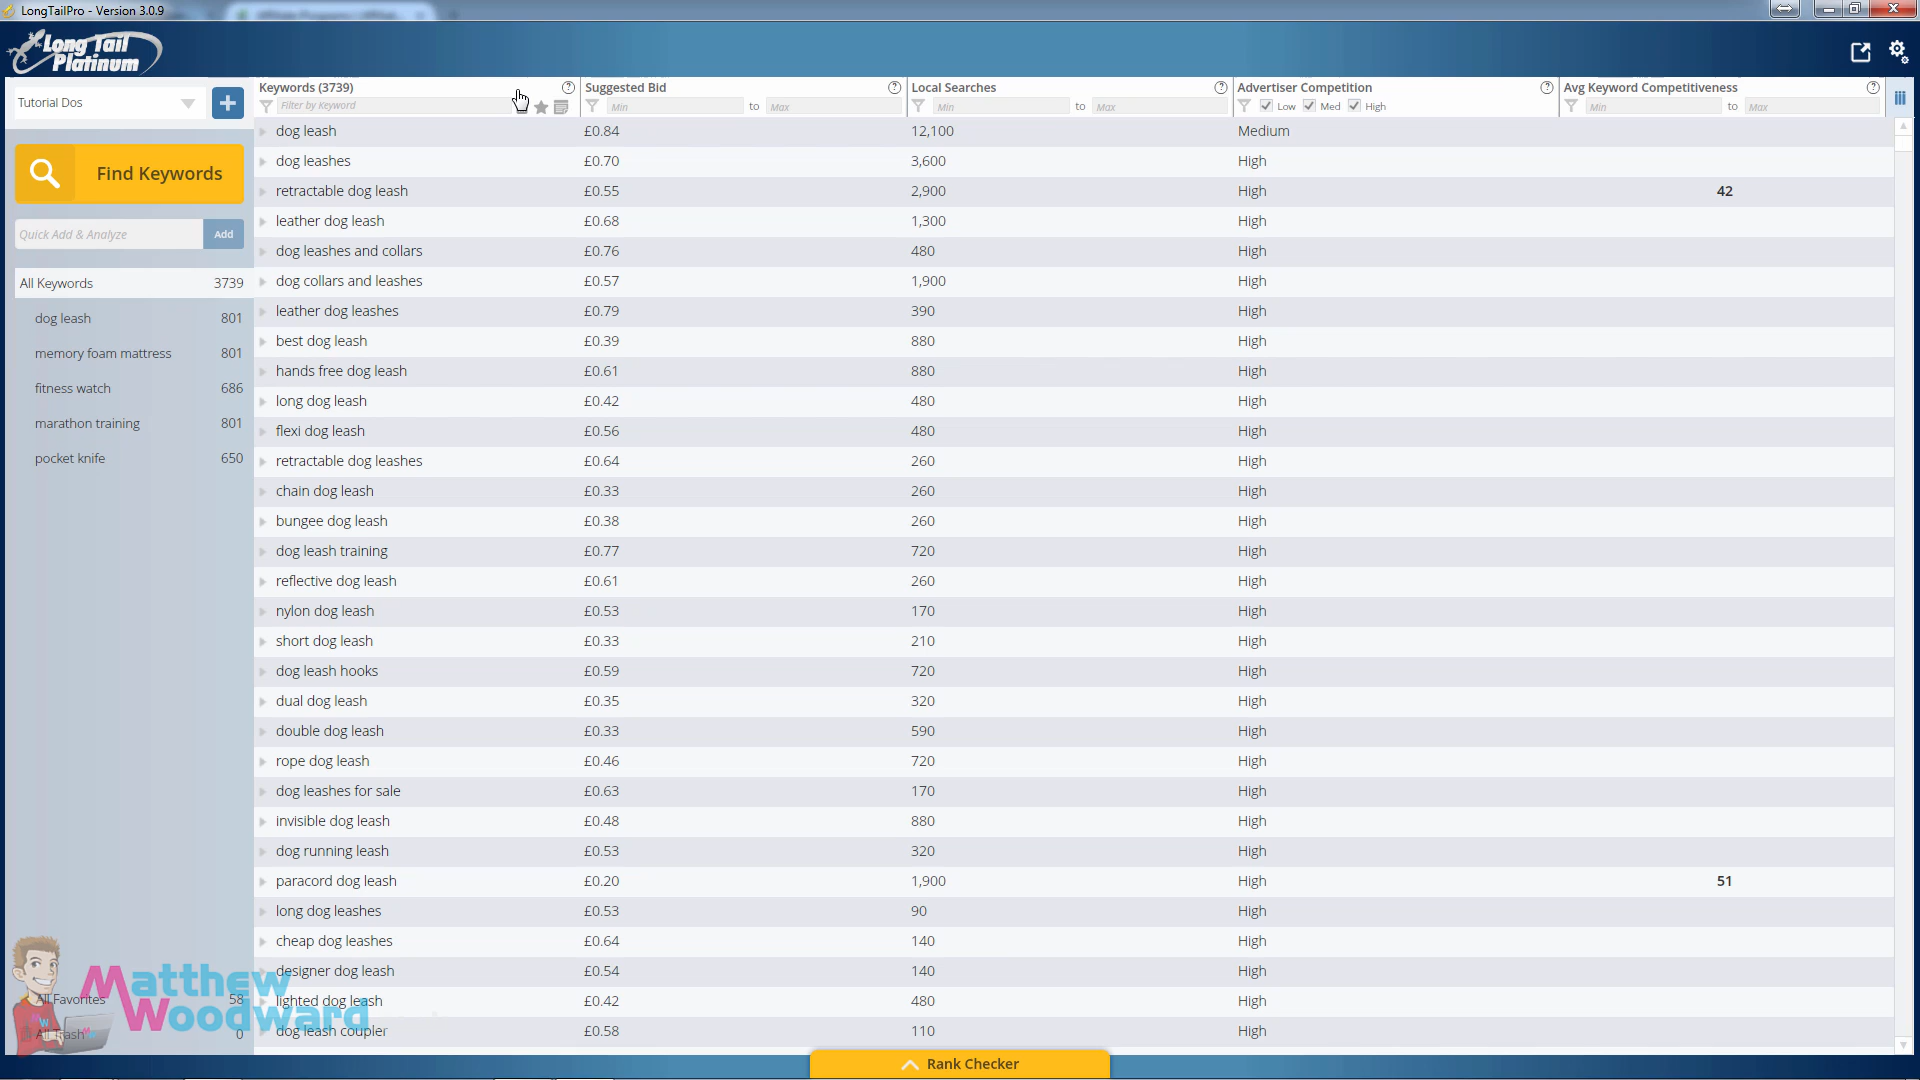 LongTailPro - Version 3.0.9
Long Tail
Platinum
Tutorial Dos
Find Keywords
Quick Add & Analyze Add
All Keywords 3739
dog leash 801
memory foam mattress 801
fitness watch 686
marathon training 801
pocket knife 650
All Favorites 58
All Trash 0
Matthew
Woodward
Keywords (3739) Suggested Bid Local Searches Advertiser Competition Avg Keyword Competitiveness
Filter by Keyword Min to Max Min to Max Low Med High Min to Max
dog leash £0.84 12,100 Medium
dog leashes £0.70 3,600 High
retractable dog leash £0.55 2,900 High 42
leather dog leash £0.68 1,300 High
dog leashes and collars £0.76 480 High
dog collars and leashes £0.57 1,900 High
leather dog leashes £0.79 390 High
best dog leash £0.39 880 High
hands free dog leash £0.61 880 High
long dog leash £0.42 480 High
flexi dog leash £0.56 480 High
retractable dog leashes £0.64 260 High
chain dog leash £0.33 260 High
bungee dog leash £0.38 260 High
dog leash training £0.77 720 High
reflective dog leash £0.61 260 High
nylon dog leash £0.53 170 High
short dog leash £0.33 210 High
dog leash hooks £0.59 720 High
dual dog leash £0.35 320 High
double dog leash £0.33 590 High
rope dog leash £0.46 720 High
dog leashes for sale £0.63 170 High
invisible dog leash £0.48 880 High
dog running leash £0.53 320 High
paracord dog leash £0.20 1,900 High 51
long dog leashes £0.53 90 High
cheap dog leashes £0.64 140 High
designer dog leash £0.54 140 High
lighted dog leash £0.42 480 High
dog leash coupler £0.58 110 High
Rank Checker